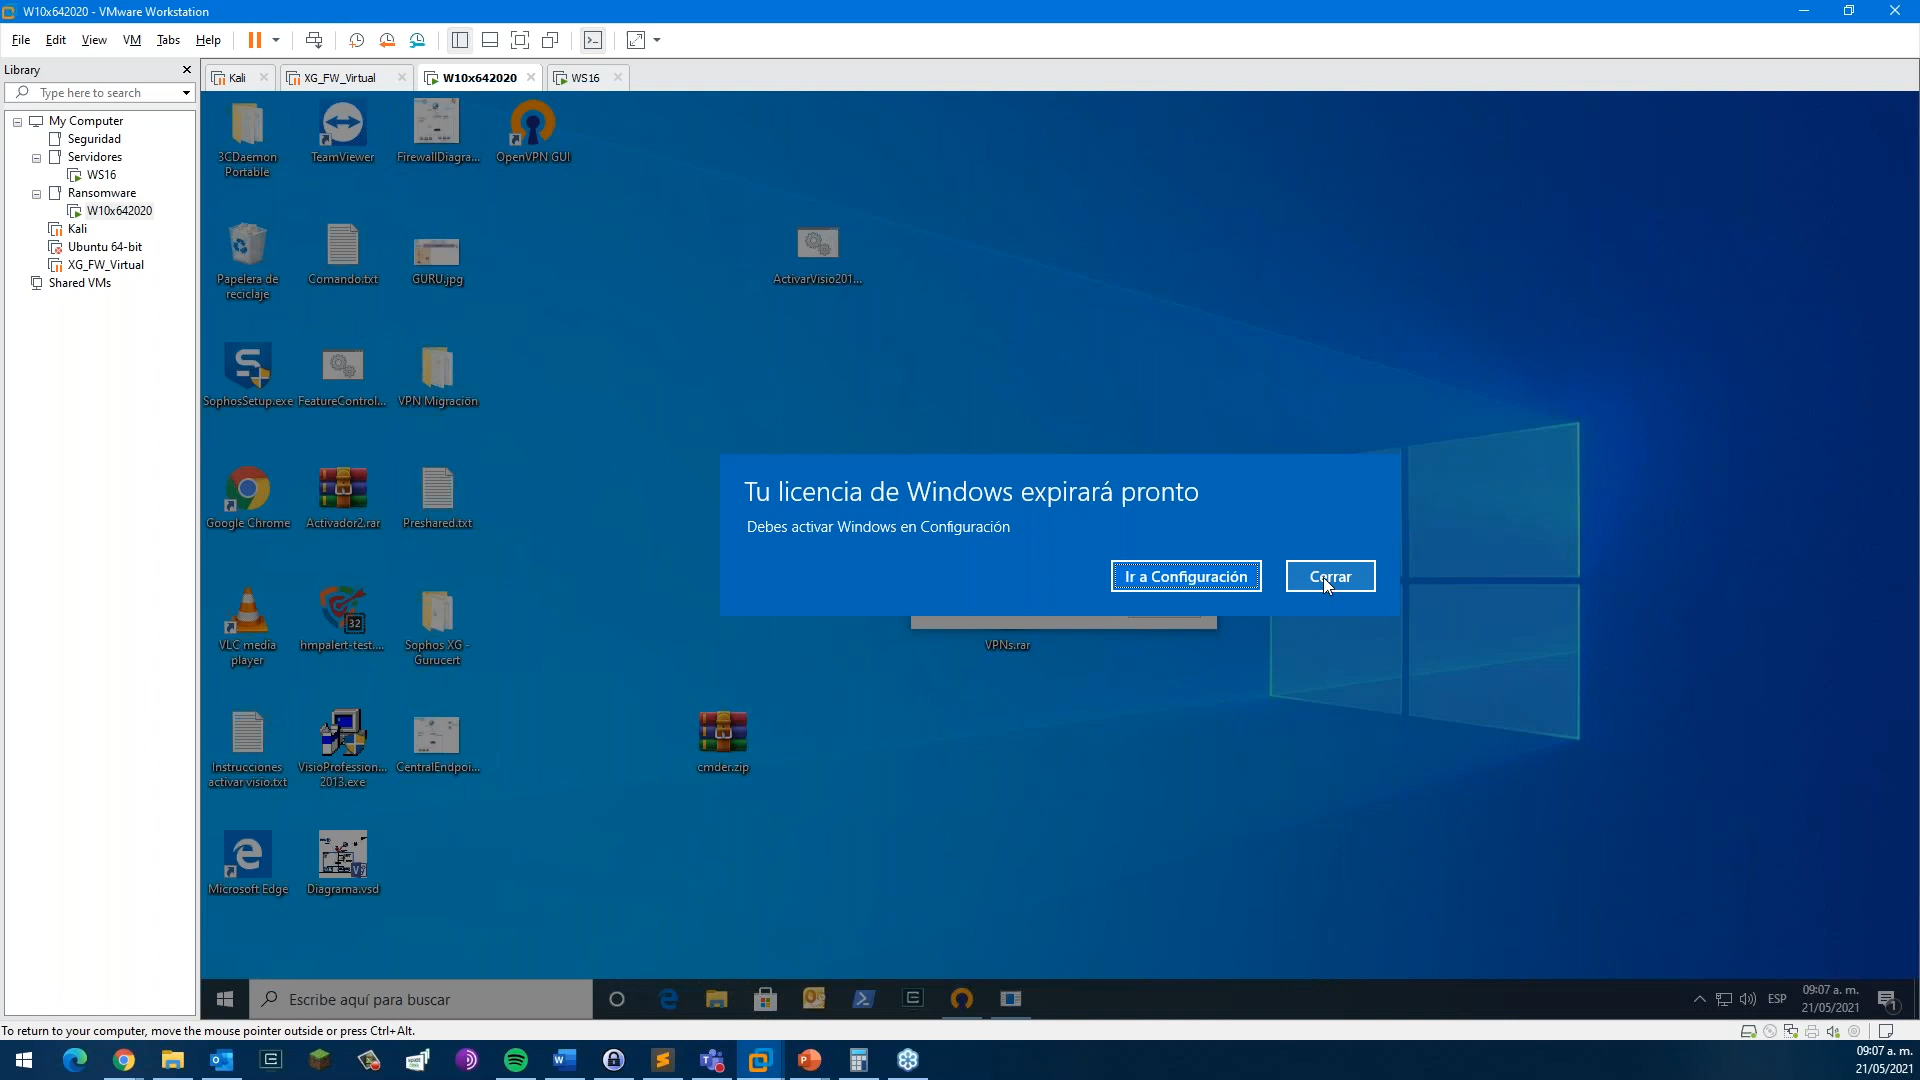 W10x642020 - VMware Workstation
File Edit View VM Tabs Help
Library
Type here to search
My Computer
Seguridad
Servidores
WS16
Ransomware
W10x642020
Kali
Ubuntu 64-bit
XG_FW_Virtual
Shared VMs
Kali
XG_FW_Virtual
W10x642020
WS16
3CDaemon
Portable
TeamViewer
FirewallDiagra...
OpenVPN GUI
Papelera de
reciclaje
Comando.txt
GURU.jpg
ActivarVisio201...
SophosSetup.exe
FeatureControl...
VPN Migración
Google Chrome
Activador2.rar
Preshared.txt
VLC media
player
32
hmpalert-test....
Sophos XG -
Gurucert
VPNs.rar
Instrucciones
activar visio.txt
VisioProfession...
2013.exe
CentralEndpoi...
cmder.zip
Microsoft Edge
Diagrama.vsd
Tu licencia de Windows expirará pronto
Debes activar Windows en Configuración
Ir a Configuración
Cerrar
Escribe aquí para buscar
ESP
09:07 a. m.
21/05/2021
1
To return to your computer, move the mouse pointer outside or press Ctrl+Alt.
09:07 a. m.
21/05/2021